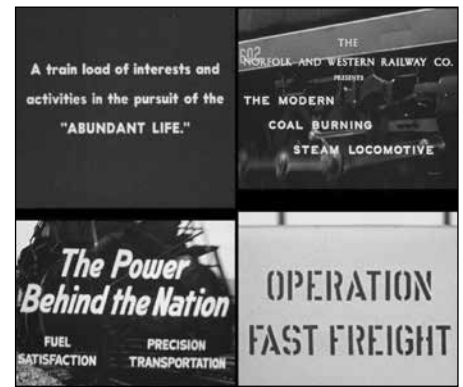 A train load of interests and
activities in the pursuit of the
"ABUNDANT LIFE."
602
THE
NORFOLK AND WESTERN RAILWAY CO.
PRESENTS
THE MODERN
COAL BURNING
STEAM LOCOMOTIVE
The Power
Behind the Nation
FUEL
SATISFACTION
PRECISION
TRANSPORTATION
OPERATION
FAST FREIGHT